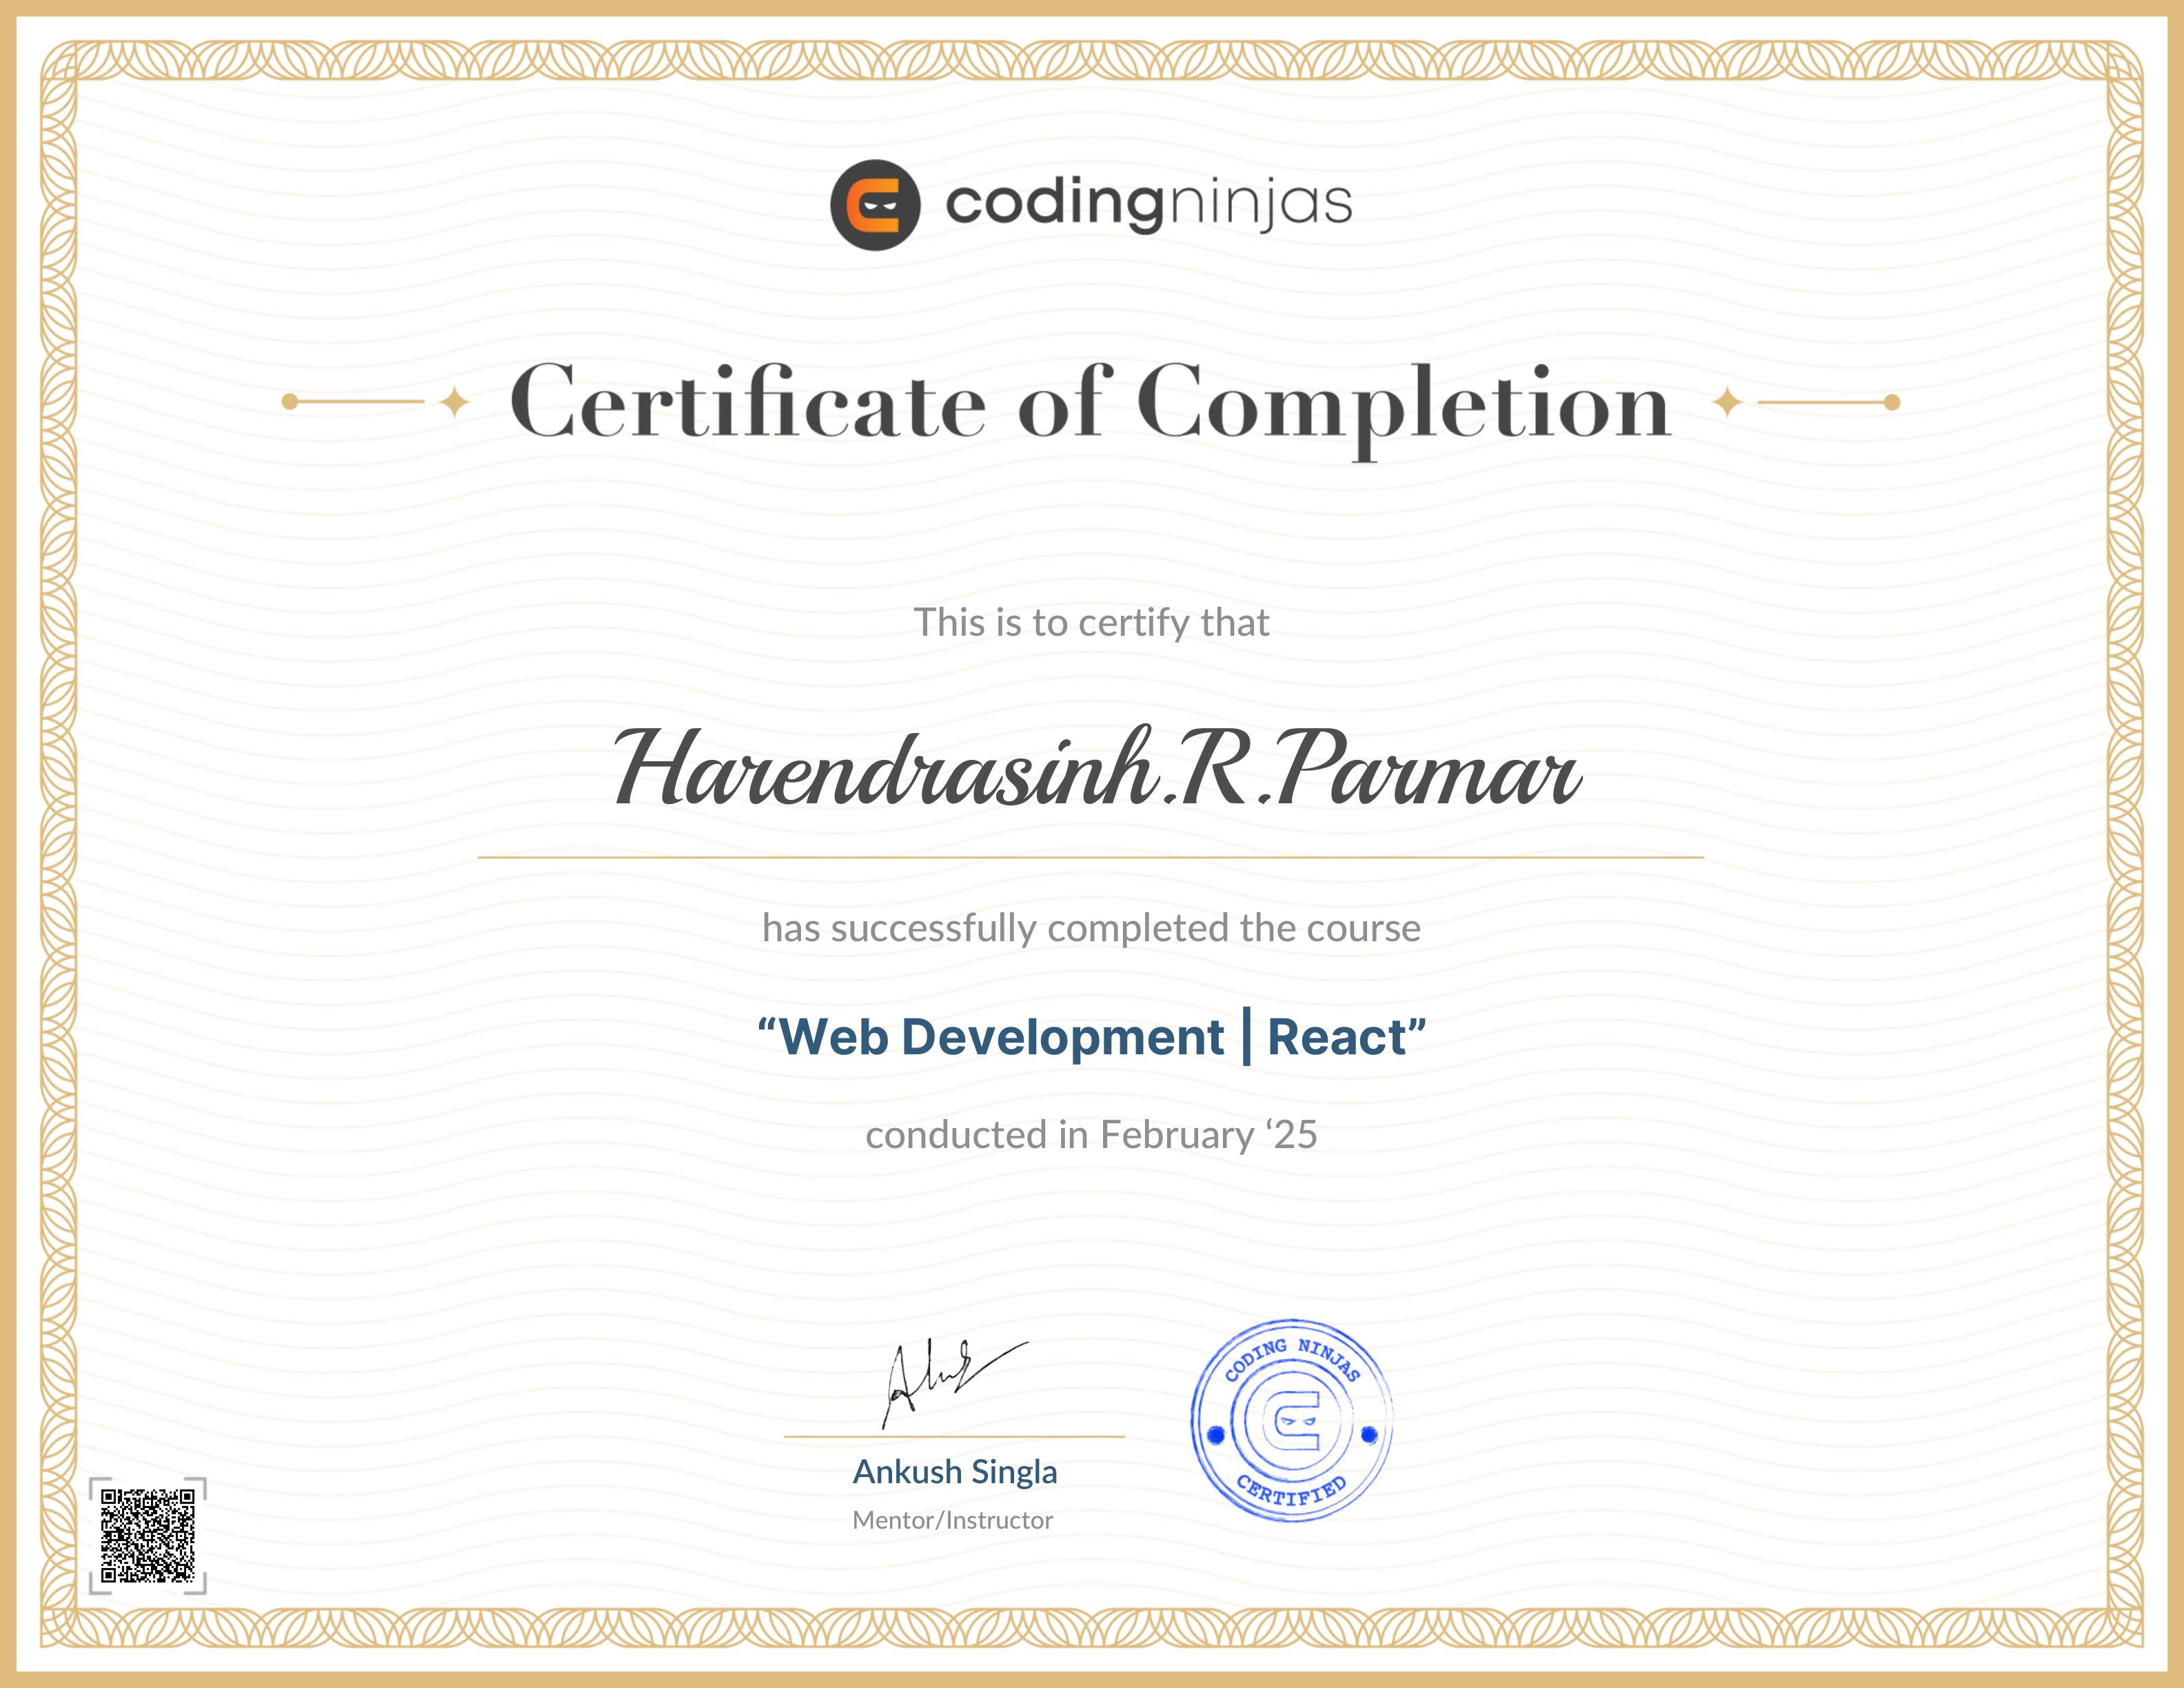 codingninjas
Certificate of Completion
This is to certify that
Harendrasinh.R.Parmar
has successfully completed the course
“Web Development | React”
conducted in February ‘25
Ankush Singla
Mentor/Instructor
CODING NINJAS
CERTIFIED